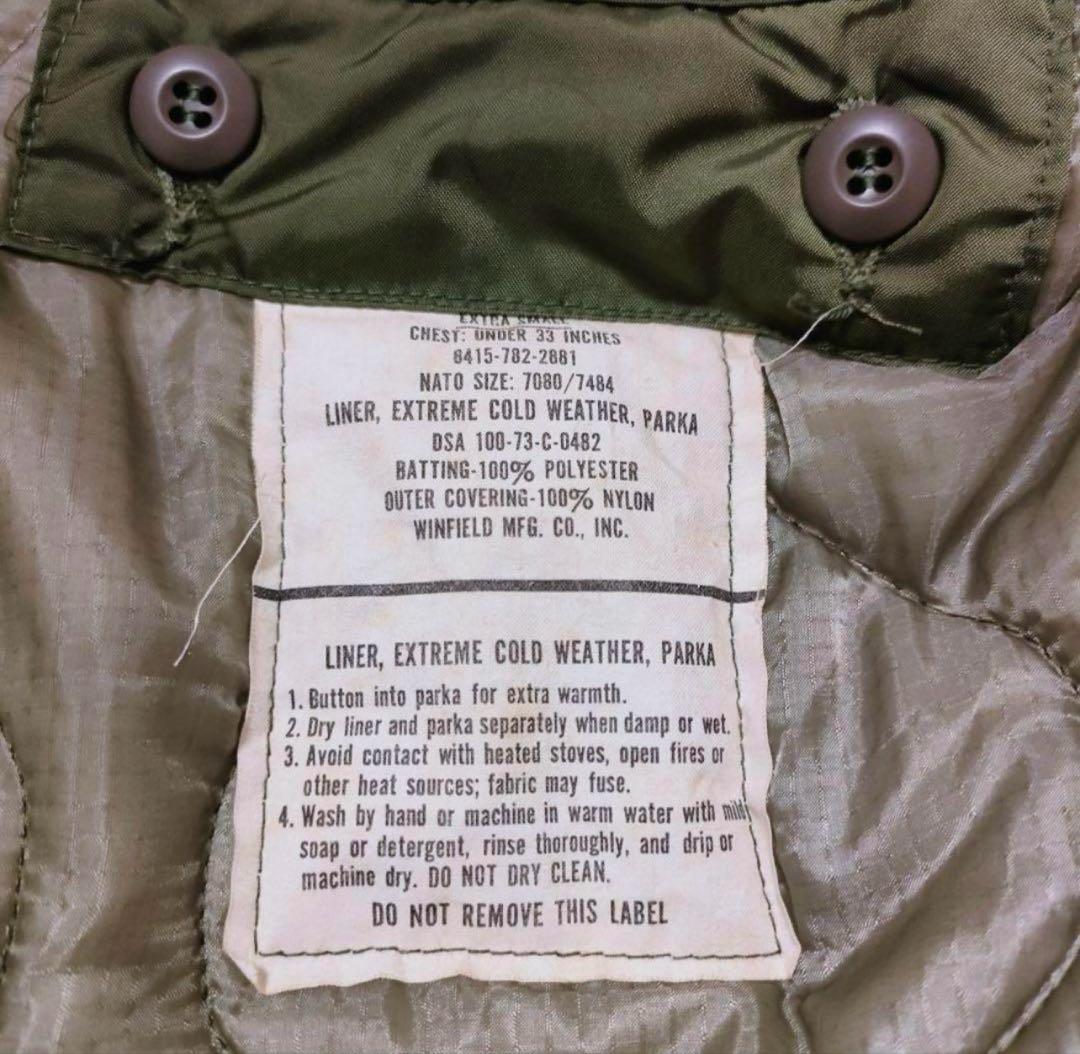 EXTRA SMALL
CHEST: UNDER 33 INCHES
8415-782-2881
NATO SIZE: 7080/7484
LINER, EXTREME COLD WEATHER, PARKA
DSA 100-73-C-0482
BATTING-100% POLYESTER
OUTER COVERING-100% NYLON
WINFIELD MFG. CO., INC.
LINER, EXTREME COLD WEATHER, PARKA
1. Button into parka for extra warmth.
2. Dry liner and parka separately when damp or wet.
3. Avoid contact with heated stoves, open fires or
other heat sources; fabric may fuse.
4. Wash by hand or machine in warm water with mild
soap or detergent, rinse thoroughly, and drip or
machine dry. DO NOT DRY CLEAN.
DO NOT REMOVE THIS LABEL